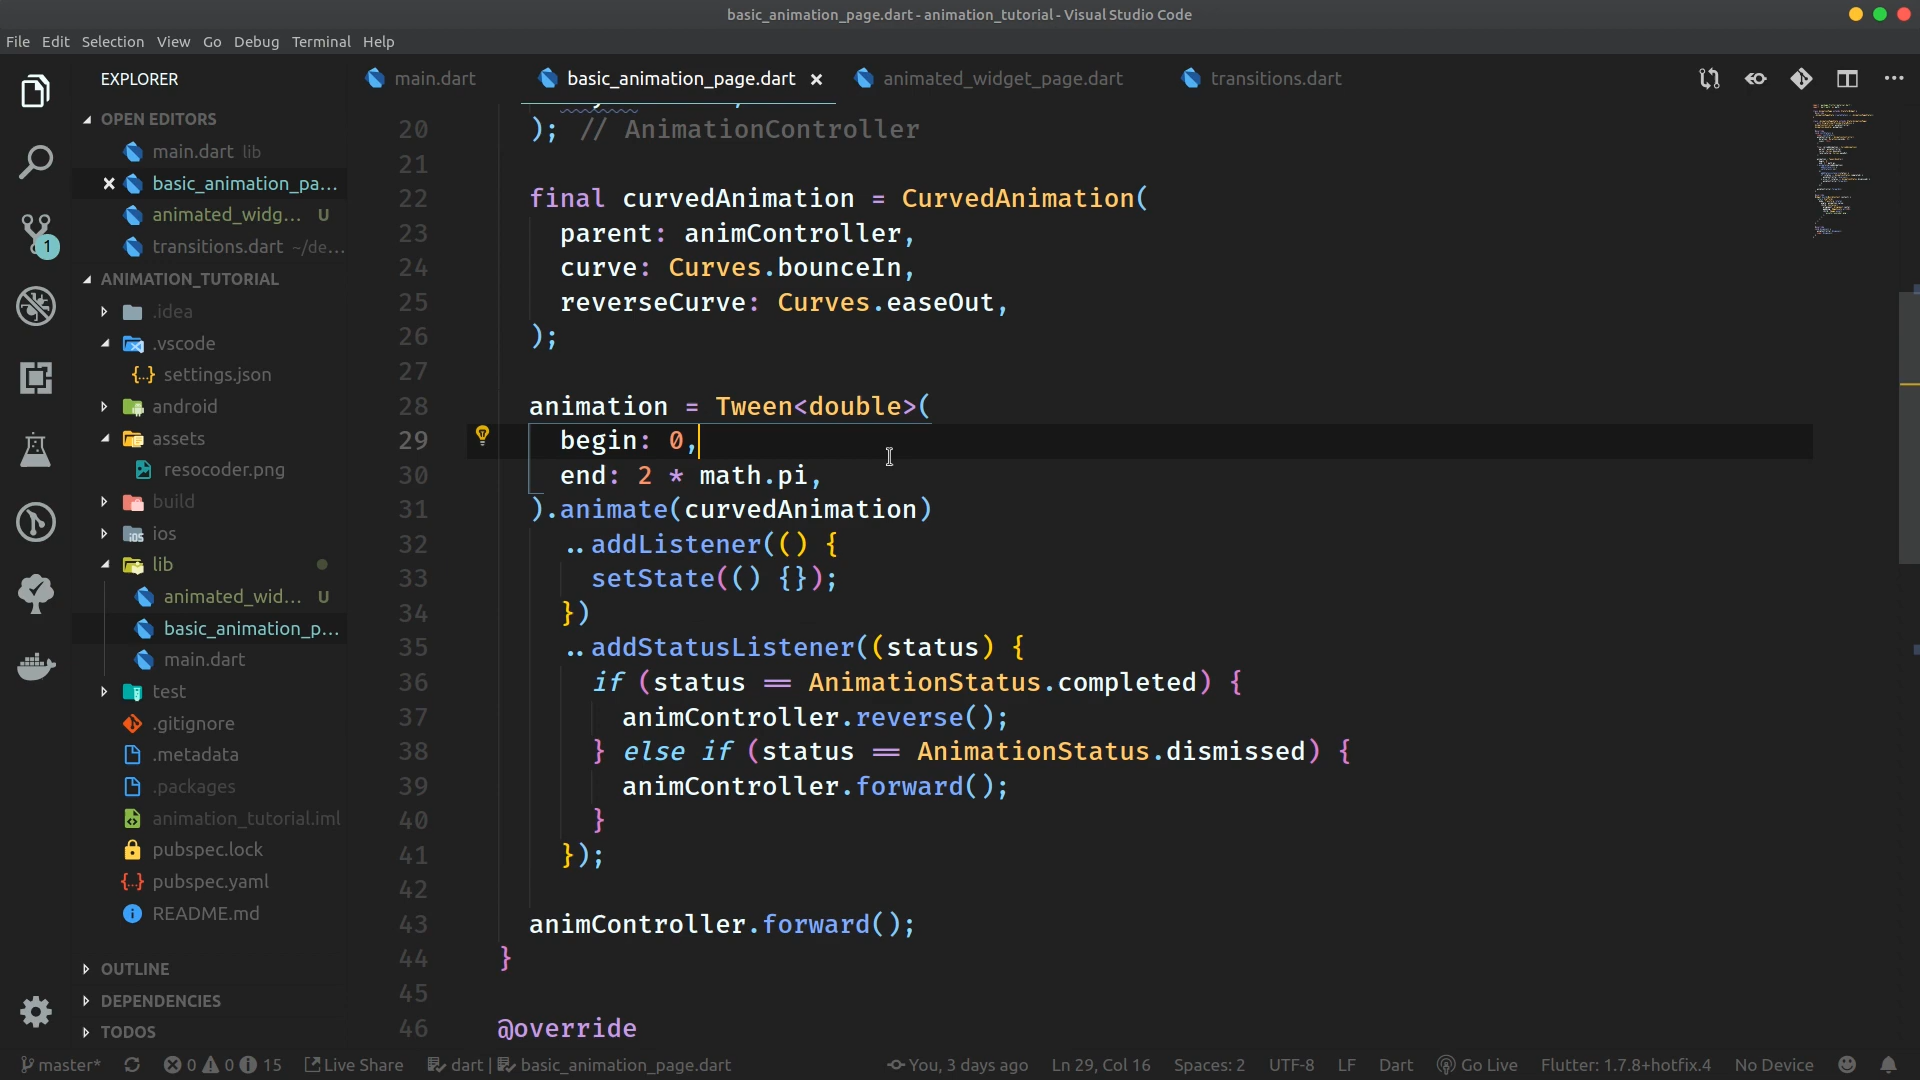 basic_animation_page.dart - animation_tutorial - Visual Studio Code
File Edit Selection View Go Debug Terminal Help
EXPLORER
main.dart basic_animation_page.dart animated_widget_page.dart transitions.dart
OPEN EDITORS
main.dart lib
basic_animation_pa...
animated_widg... U
transitions.dart ~/de...
ANIMATION_TUTORIAL
.idea
.vscode
settings.json
android
assets
resocoder.png
build
ios
lib
animated_wid... U
basic_animation_p...
main.dart
test
.gitignore
.metadata
.packages
animation_tutorial.iml
pubspec.lock
pubspec.yaml
README.md
OUTLINE
DEPENDENCIES
TODOS
1
20 ); // AnimationController
21
22 final curvedAnimation = CurvedAnimation(
23 parent: animController,
24 curve: Curves.bounceIn,
25 reverseCurve: Curves.easeOut,
26 );
27
28 animation = Tween<double>(
29 begin: 0,
30 end: 2 * math.pi,
31 ).animate(curvedAnimation)
32 ..addListener(() {
33 setState(() {});
34 })
35 ..addStatusListener((status) {
36 if (status == AnimationStatus.completed) {
37 animController.reverse();
38 } else if (status == AnimationStatus.dismissed) {
39 animController.forward();
40 }
41 });
42
43 animController.forward();
44 }
45
46 @override
master* 0 0 15 Live Share dart | basic_animation_page.dart You, 3 days ago Ln 29, Col 16 Spaces: 2 UTF-8 LF Dart Go Live Flutter: 1.7.8+hotfix.4 No Device